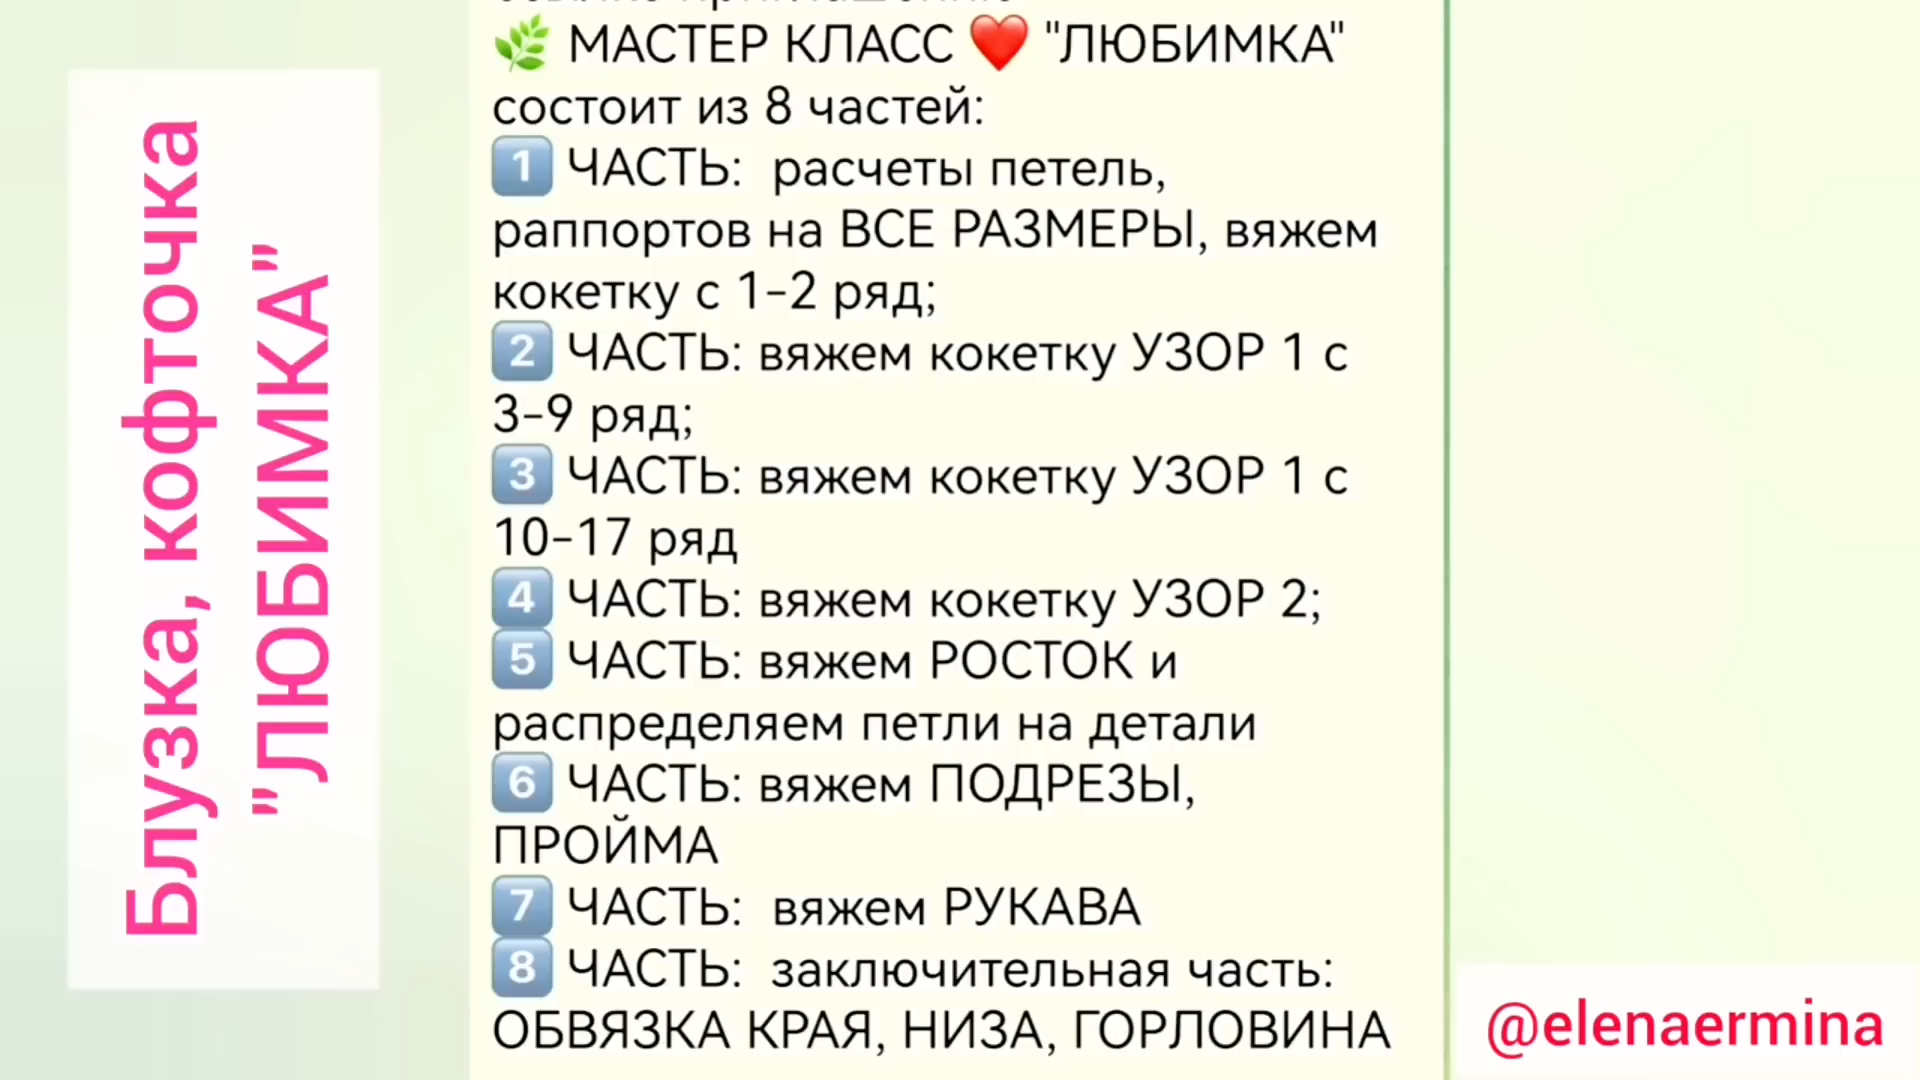 Блузка, кофточка
"ЛЮБИМКА"
🌿 МАСТЕР КЛАСС ❤️ "ЛЮБИМКА"
состоит из 8 частей:
1️⃣ ЧАСТЬ: расчеты петель,
раппортов на ВСЕ РАЗМЕРЫ, вяжем
кокетку с 1-2 ряд;
2️⃣ ЧАСТЬ: вяжем кокетку УЗОР 1 с
3-9 ряд;
3️⃣ ЧАСТЬ: вяжем кокетку УЗОР 1 с
10-17 ряд
4️⃣ ЧАСТЬ: вяжем кокетку УЗОР 2;
5️⃣ ЧАСТЬ: вяжем РОСТОК и
распределяем петли на детали
6️⃣ ЧАСТЬ: вяжем ПОДРЕЗЫ,
ПРОЙМА
7️⃣ ЧАСТЬ: вяжем РУКАВА
8️⃣ ЧАСТЬ: заключительная часть:
ОБВЯЗКА КРАЯ, НИЗА, ГОРЛОВИНА
@elenaermina